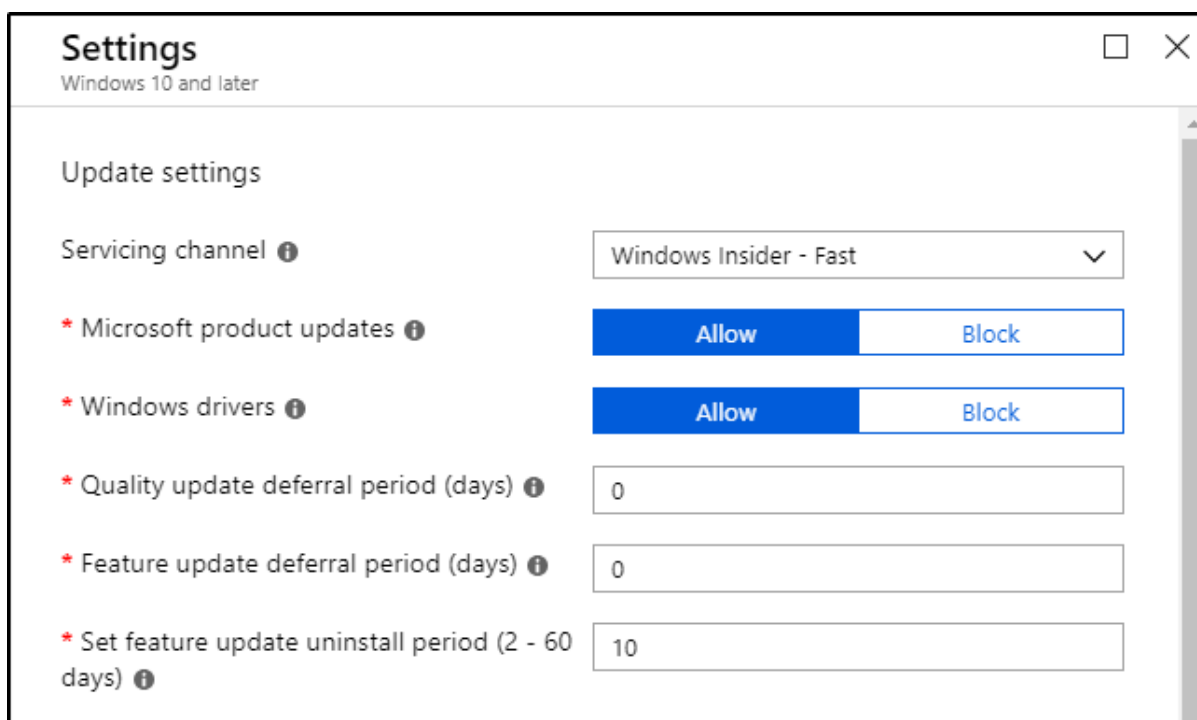 Settings
Windows 10 and later
Update settings
Servicing channel
Windows Insider - Fast
* Microsoft product updates
Allow
Block
* Windows drivers
Allow
Block
* Quality update deferral period (days)
0
* Feature update deferral period (days)
0
* Set feature update uninstall period (2 - 60
days)
10